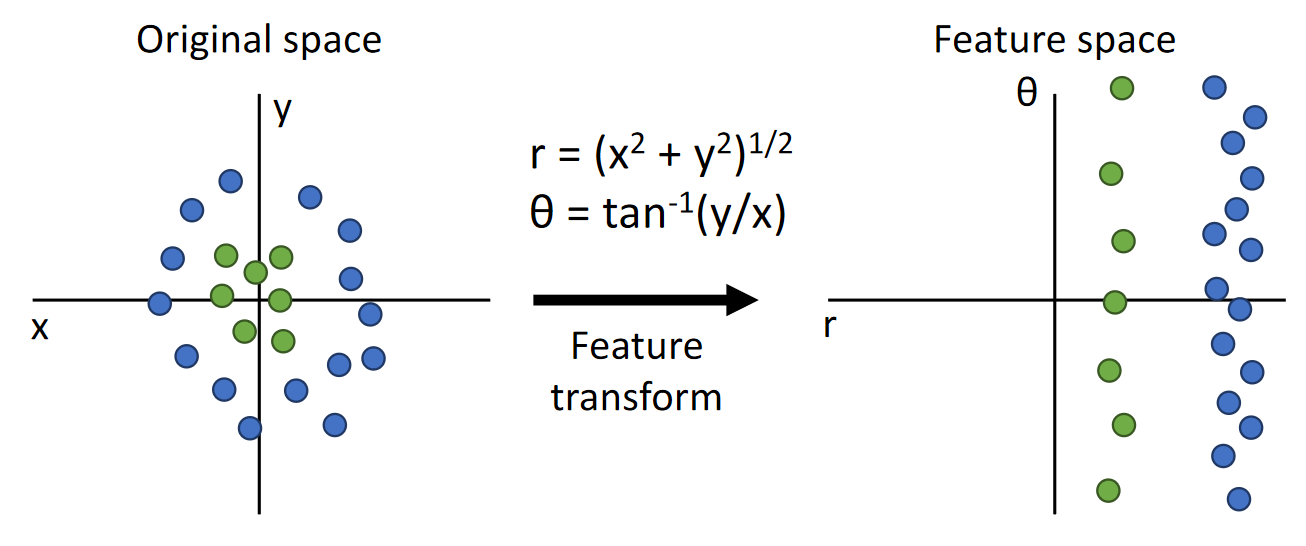 Original space
y
x
r = (x² + y²)¹/²
θ = tan⁻¹(y/x)
Feature
transform
Feature space
θ
r